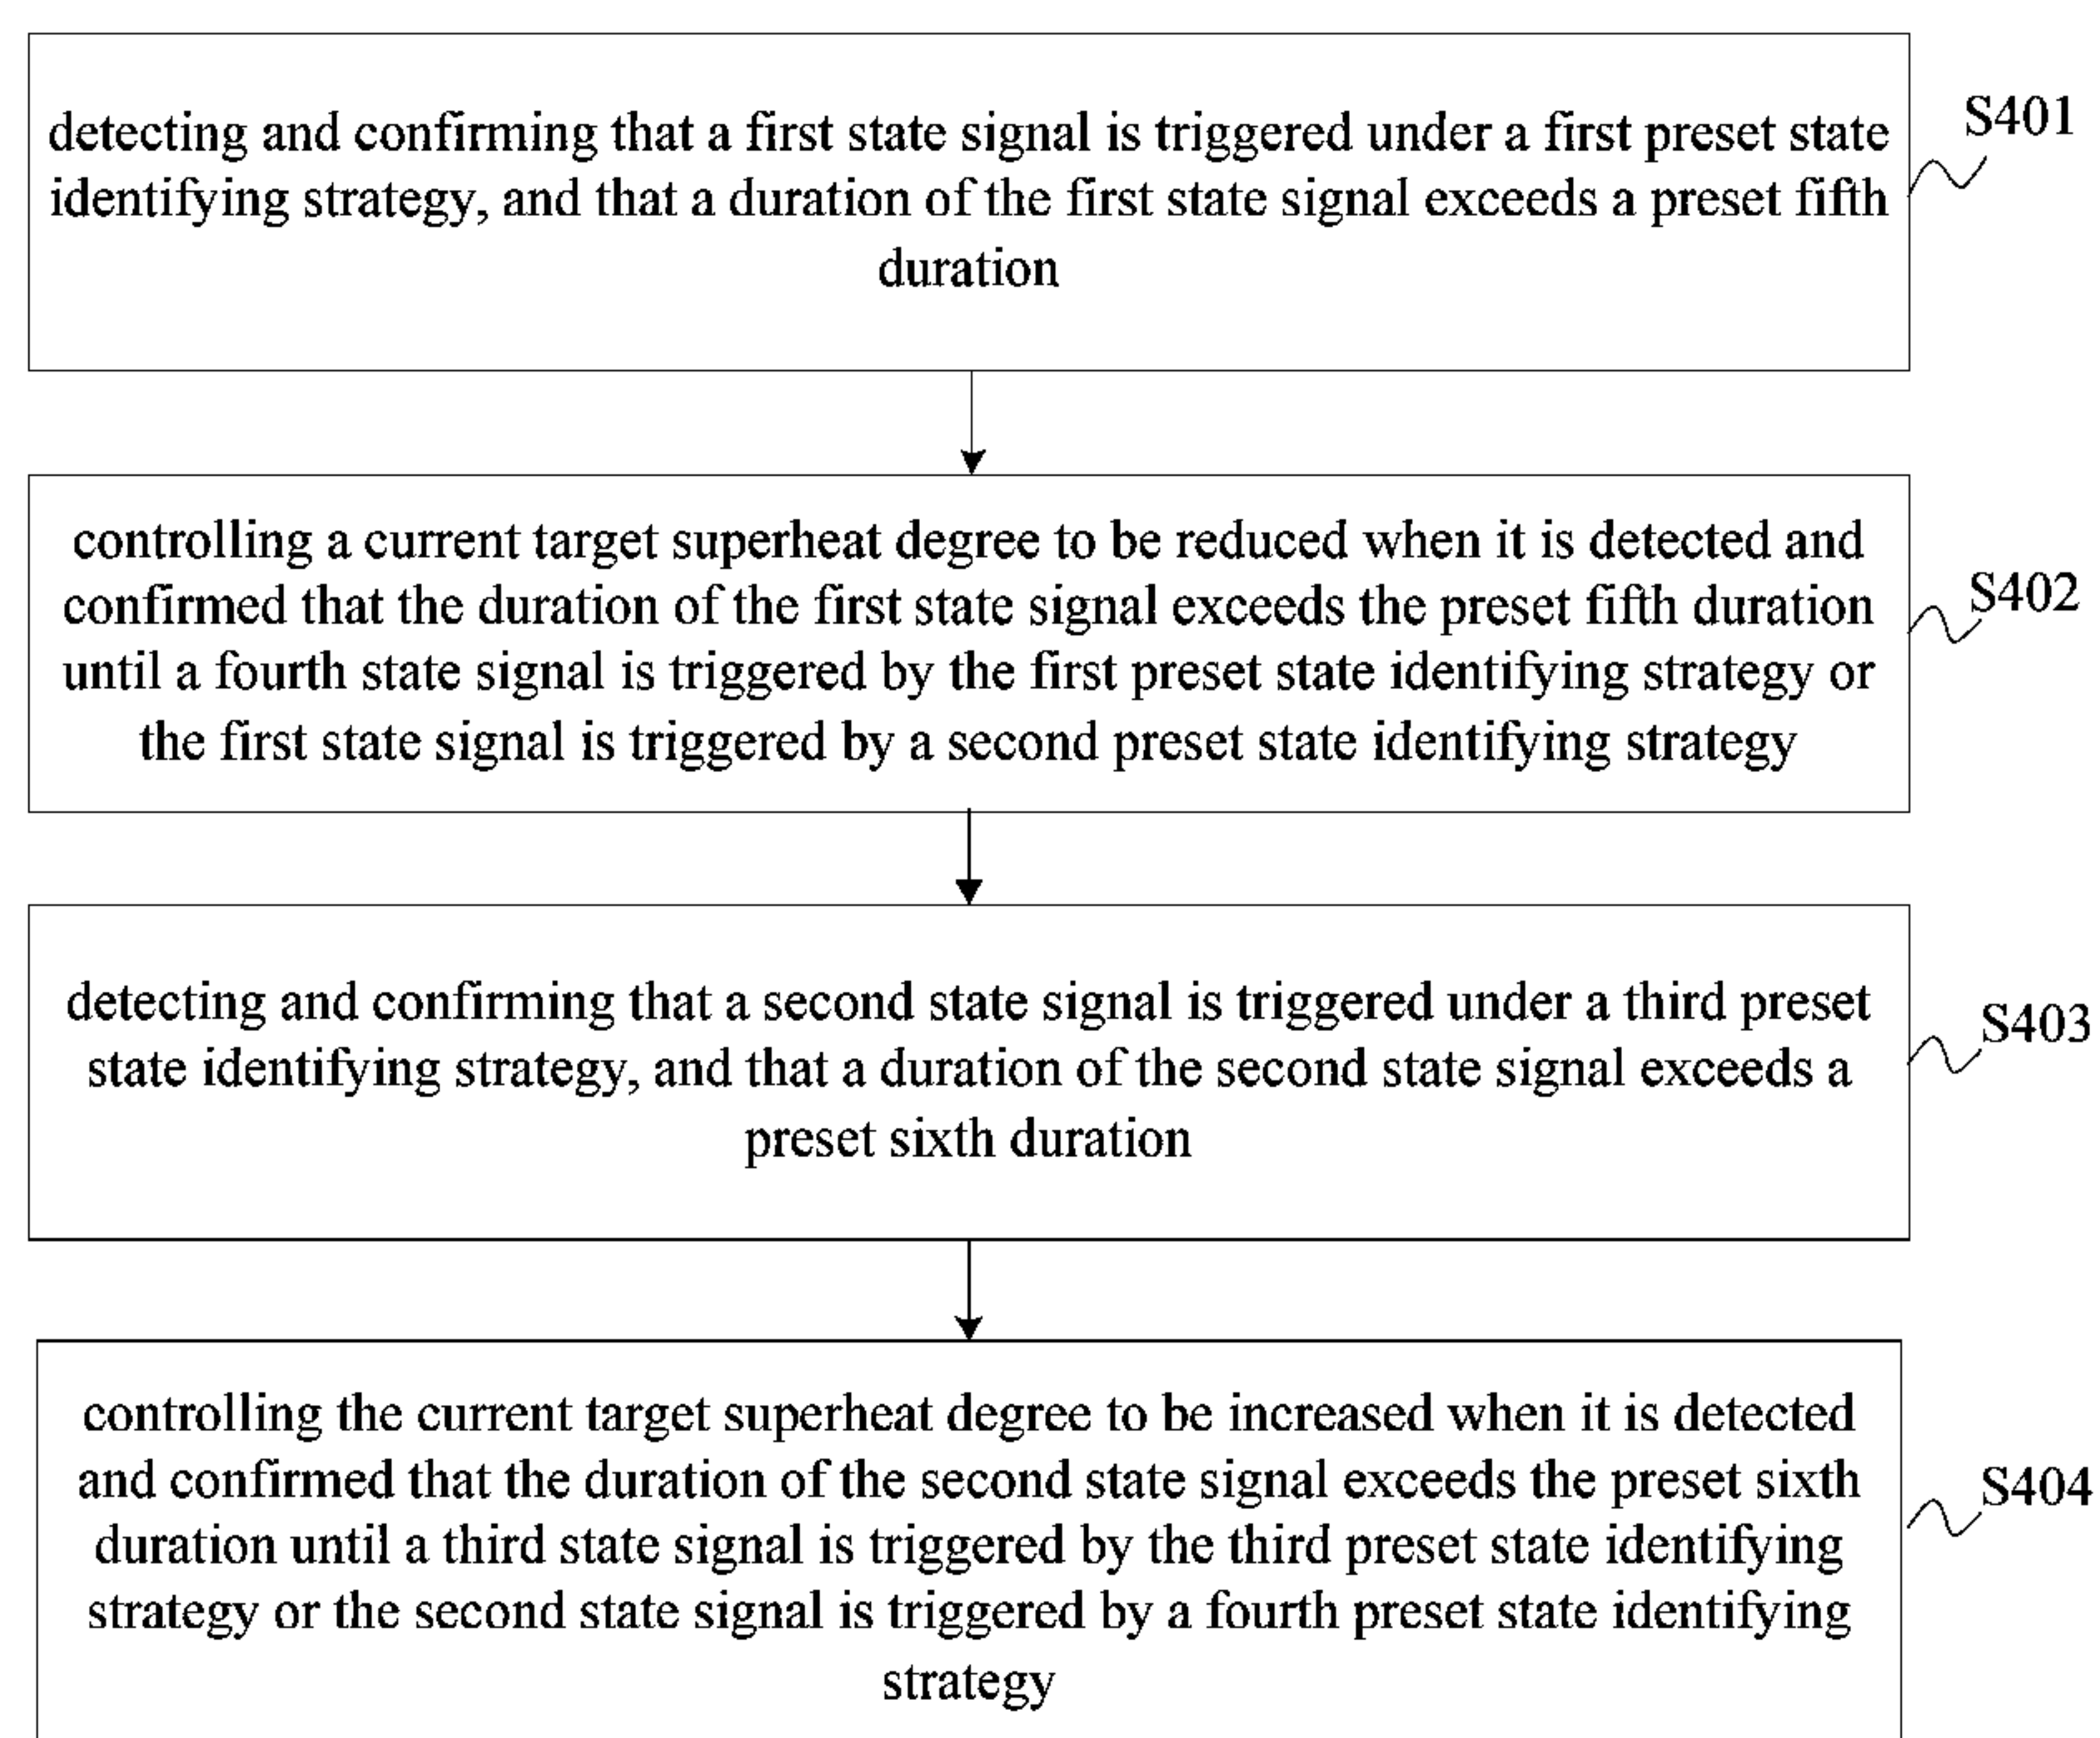 detecting and confirming that a first state signal is triggered under a first preset state
identifying strategy, and that a duration of the first state signal exceeds a preset fifth
duration
S401
controlling a current target superheat degree to be reduced when it is detected and
confirmed that the duration of the first state signal exceeds the preset fifth duration
until a fourth state signal is triggered by the first preset state identifying strategy or
the first state signal is triggered by a second preset state identifying strategy
S402
detecting and confirming that a second state signal is triggered under a third preset
state identifying strategy, and that a duration of the second state signal exceeds a
preset sixth duration
S403
controlling the current target superheat degree to be increased when it is detected
and confirmed that the duration of the second state signal exceeds the preset sixth
duration until a third state signal is triggered by the third preset state identifying
strategy or the second state signal is triggered by a fourth preset state identifying
strategy
S404